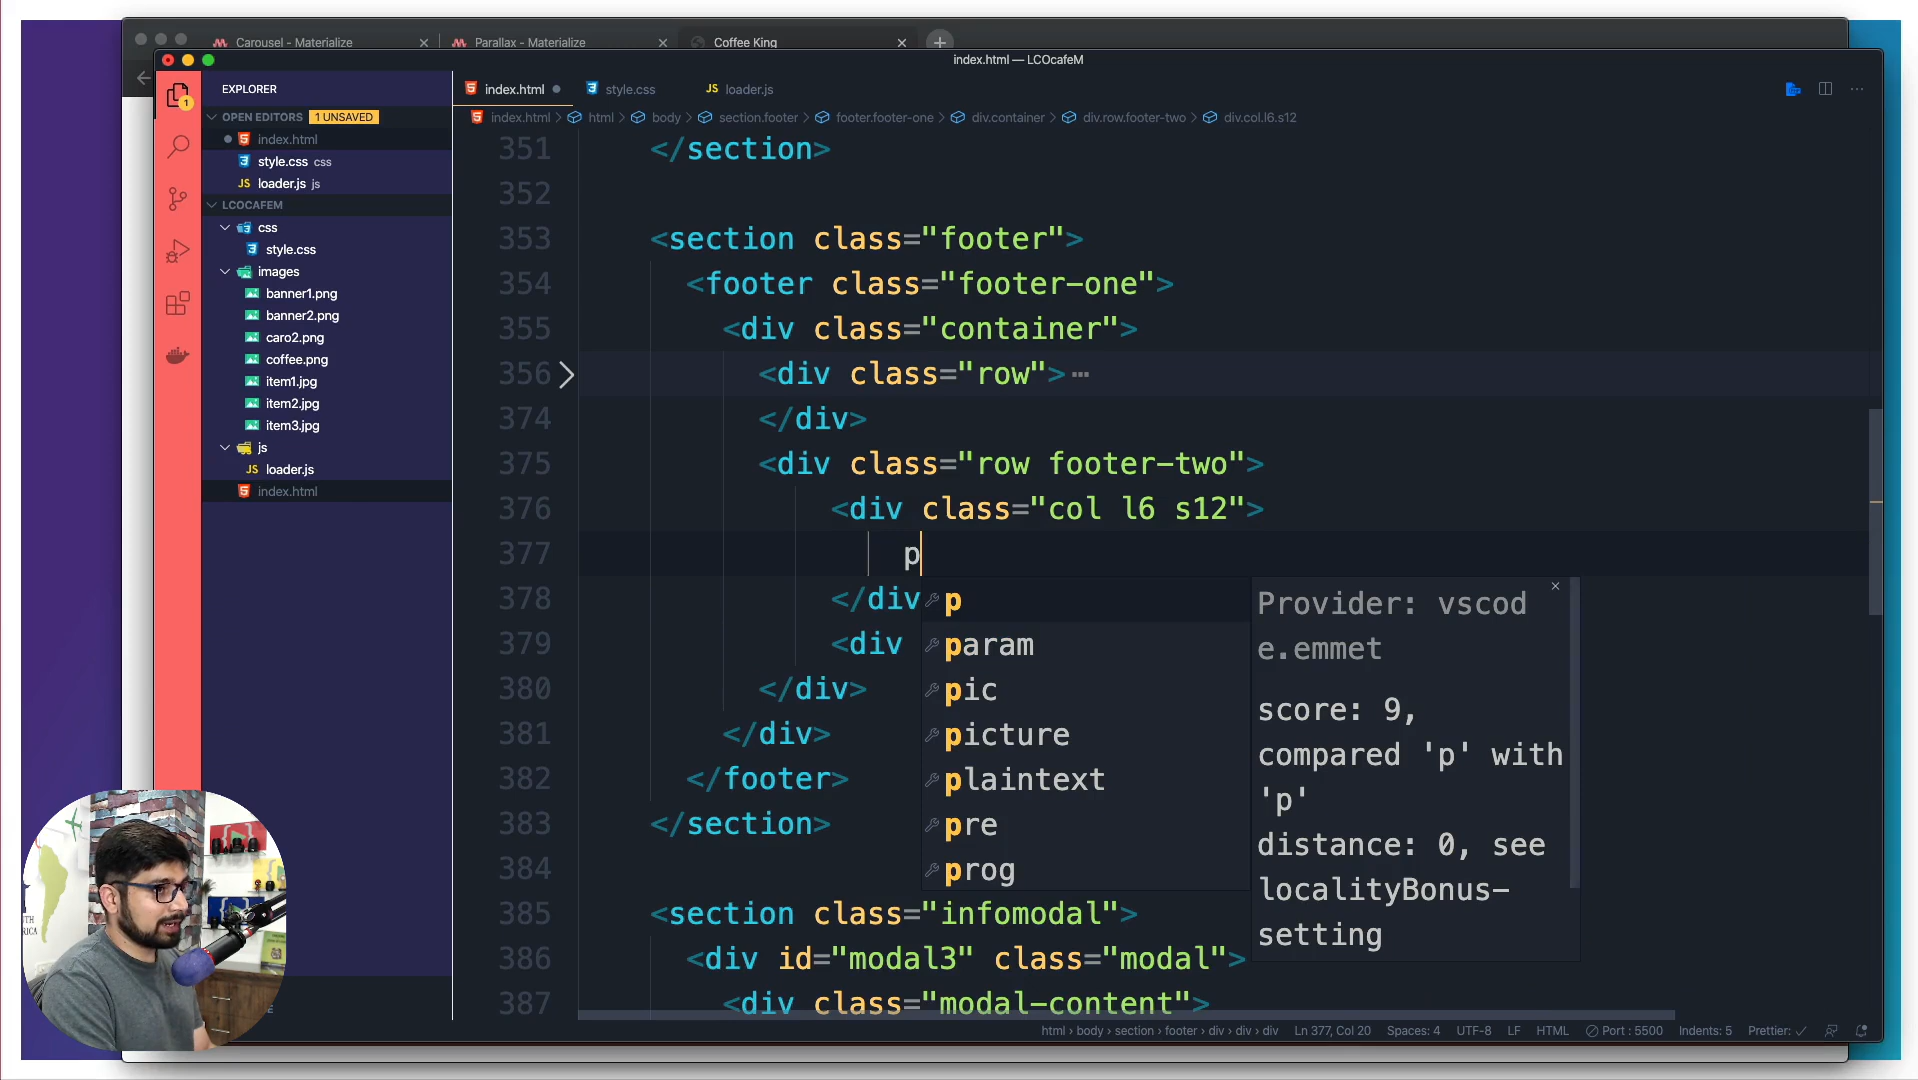 Carousel - Materialize
Parallax - Materialize
Coffee King
index.html — LCOcafeM
EXPLORER
OPEN EDITORS 1 UNSAVED
index.html
style.css css
loader.js js
LCOCAFEM
css
style.css
images
banner1.png
banner2.png
caro2.png
coffee.png
item1.jpg
item2.jpg
item3.jpg
js
JS loader.js
index.html
1
index.html
style.css
JS loader.js
index.html > html > body > section.footer > footer.footer-one > div.container > div.row.footer-two > div.col.l6.s12
351 </section>
352
353 <section class="footer">
354 <footer class="footer-one">
355 <div class="container">
356 <div class="row"> ···
374 </div>
375 <div class="row footer-two">
376 <div class="col l6 s12">
377 p
378 </div
379 <div
380 </div>
381 </div>
382 </footer>
383 </section>
384
385 <section class="infomodal">
386 <div id="modal3" class="modal">
387 <div class="modal-content">
p
param
pic
picture
plaintext
pre
prog
Provider: vscod
e.emmet
score: 9,
compared 'p' with
'p'
distance: 0, see
localityBonus-
setting
html > body > section > footer > div > div > div Ln 377, Col 20 Spaces: 4 UTF-8 LF HTML Port : 5500 Indents: 5 Prettier: ✓